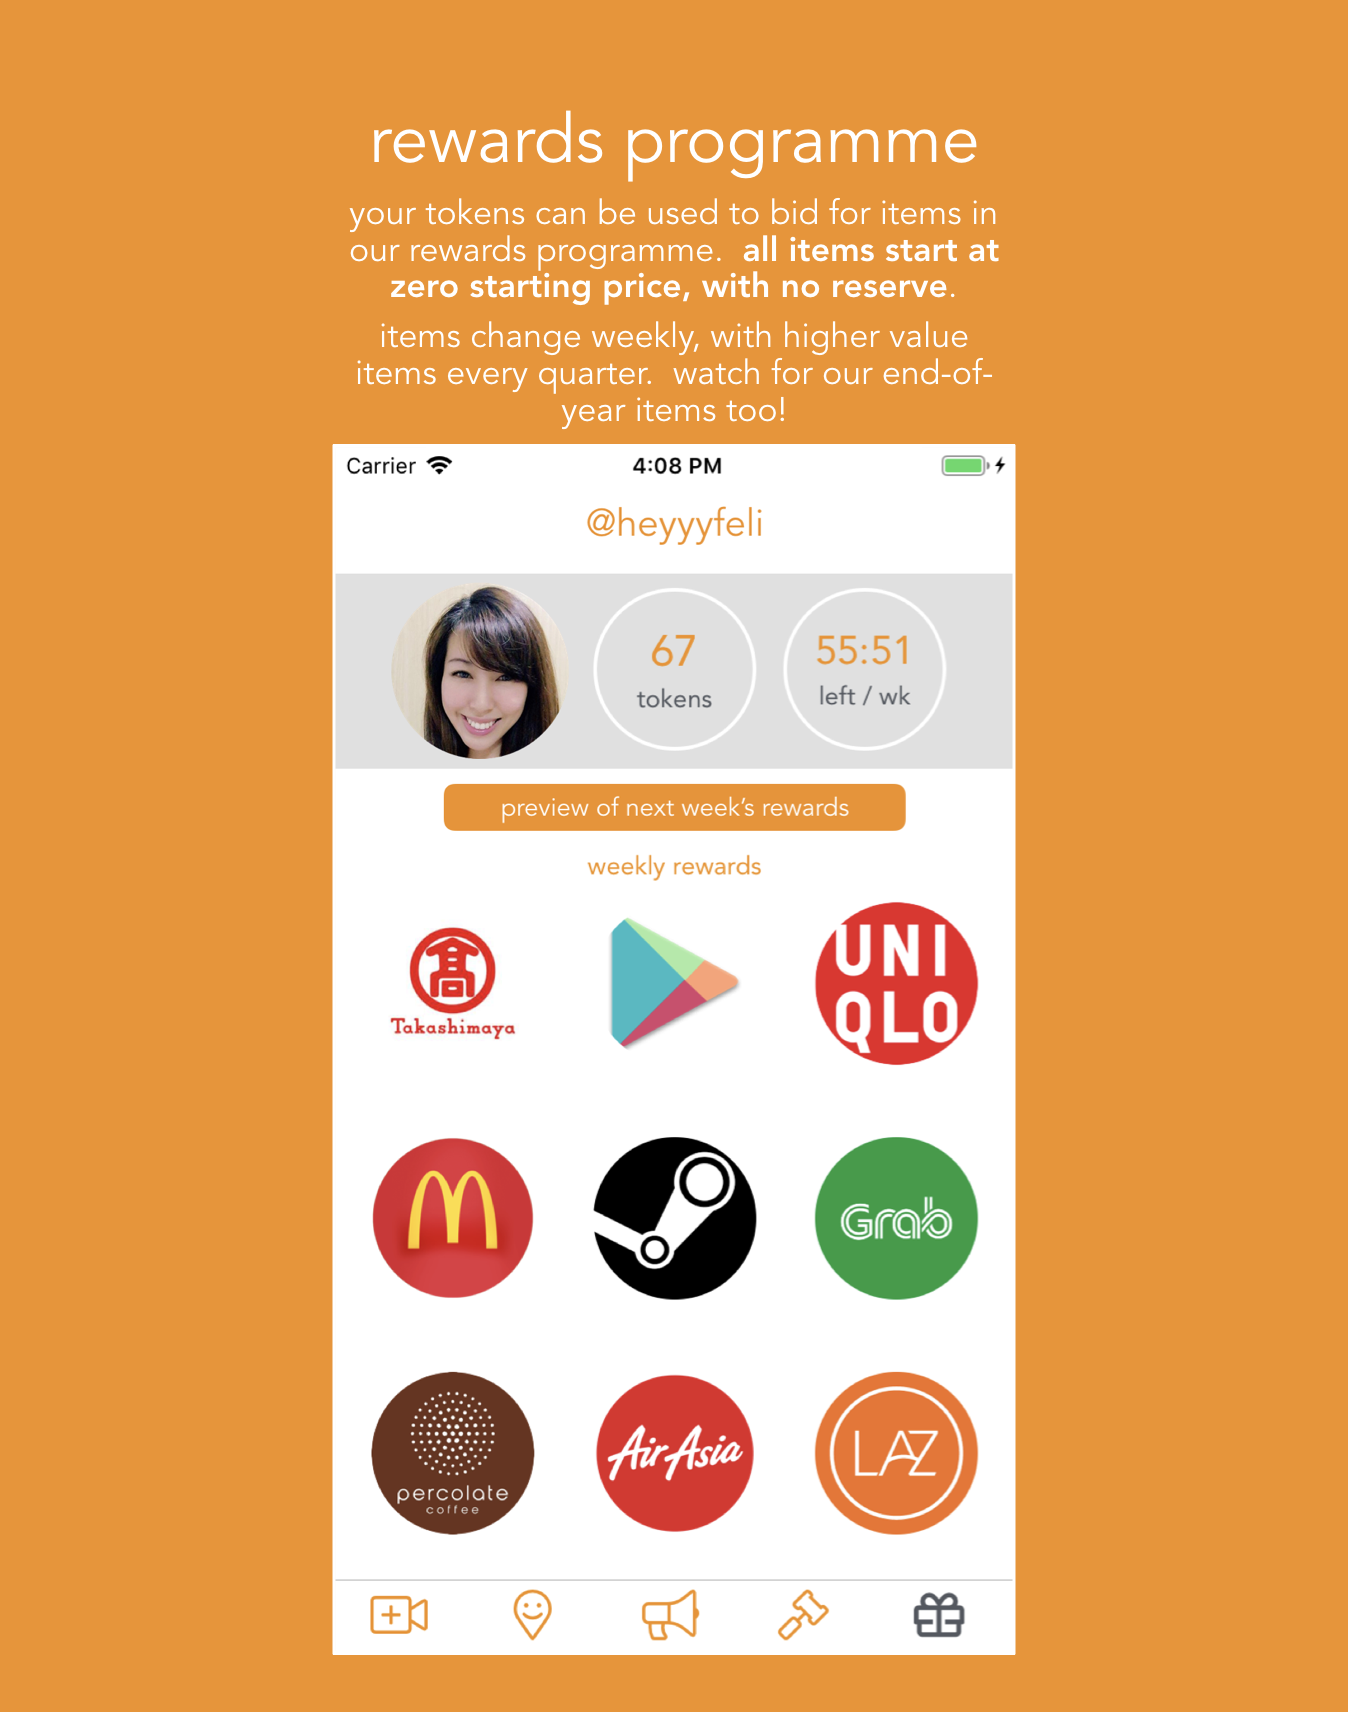 rewards programme
your tokens can be used to bid for items in
our rewards programme.  all items start at
zero starting price, with no reserve.
items change weekly, with higher value
items every quarter.  watch for our end-of-
year items too!
Carrier 4:08 PM
@heyyyfeli
67
tokens
55:51
left / wk
preview of next week’s rewards
weekly rewards
高
Takashimaya
UNI
QLO
M
Grab
percolate
coffee
AirAsia
LAZ